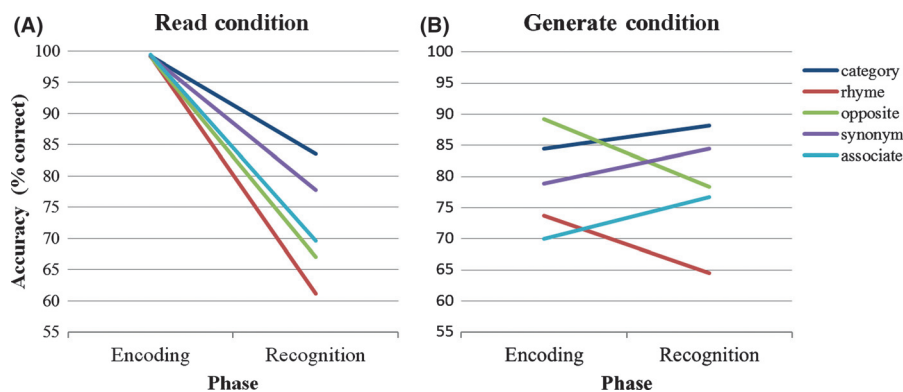 (A) Read condition
Accuracy (% correct)
100
95
90
85
80
75
70
65
60
55
Encoding Recognition
Phase
(B) Generate condition
100
95
90
85
80
75
70
65
60
55
Encoding Recognition
Phase
category
rhyme
opposite
synonym
associate